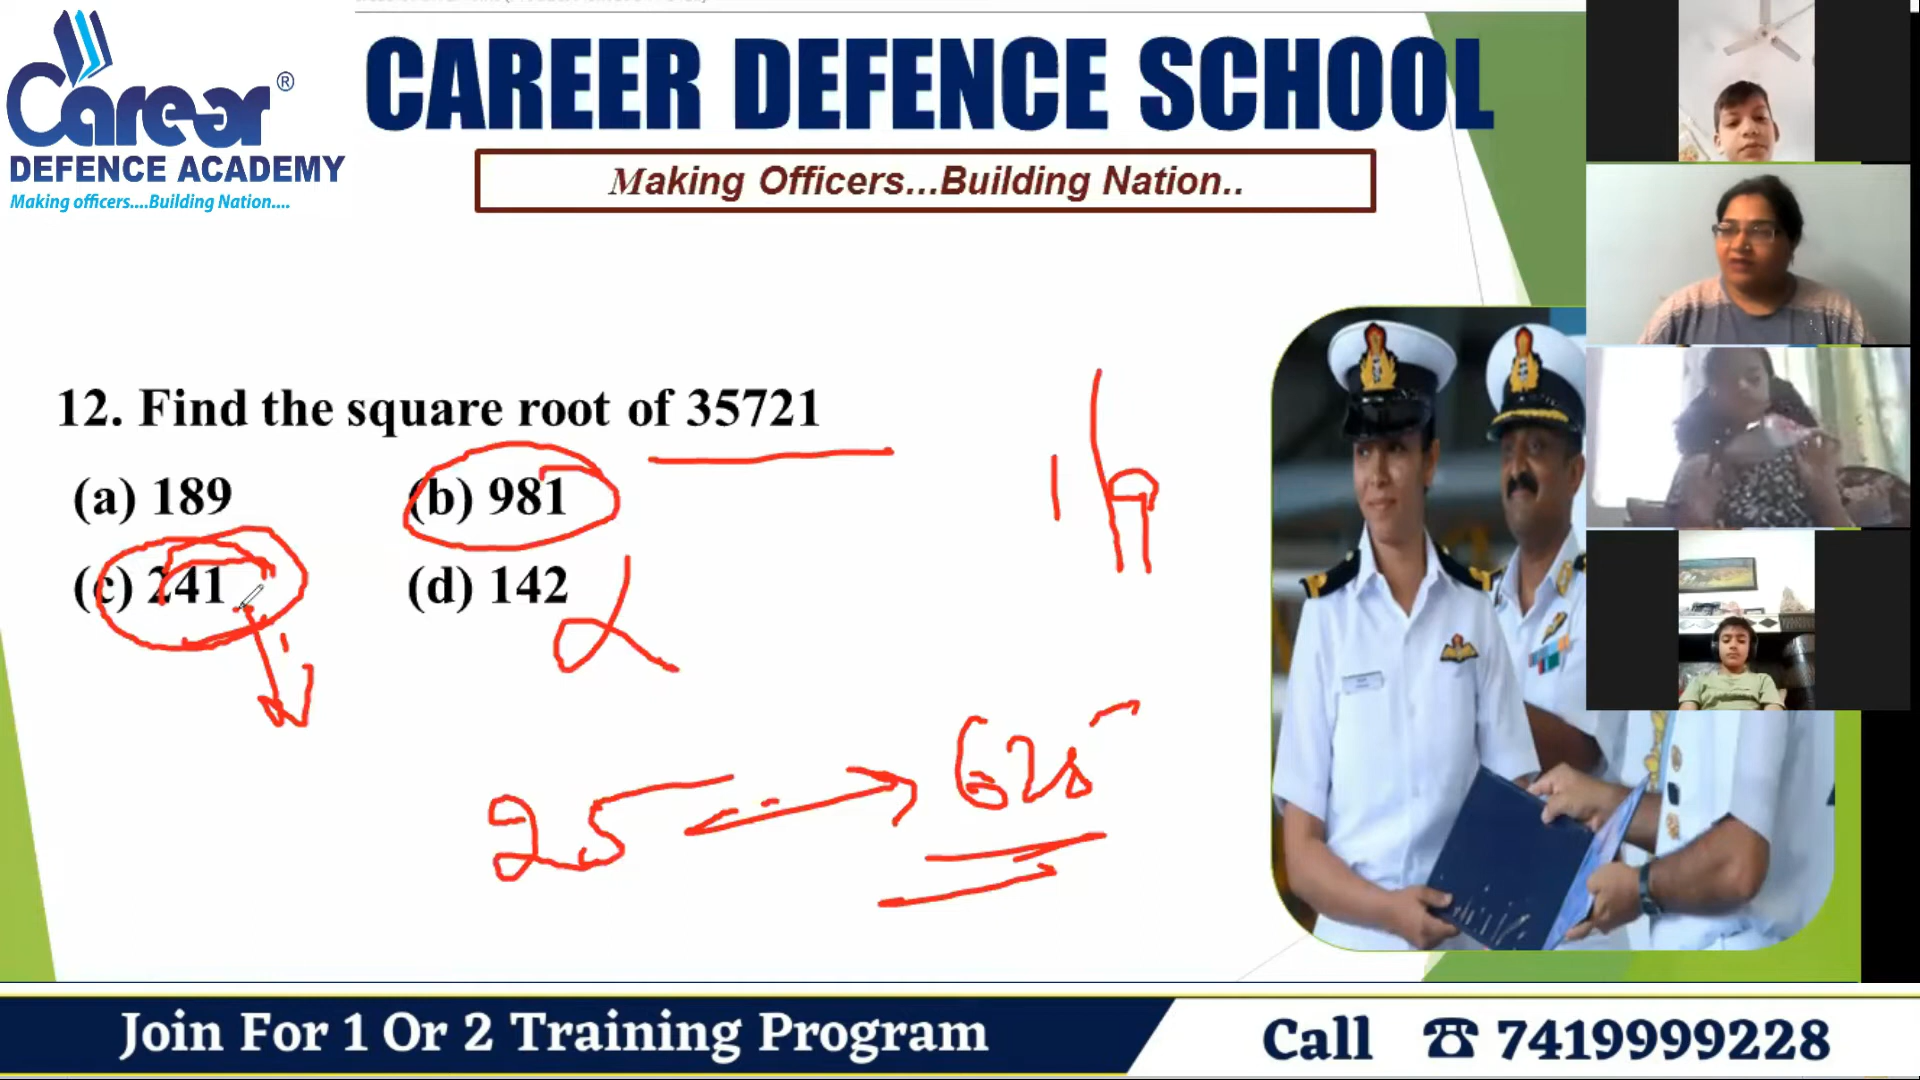 Career ®
DEFENCE ACADEMY
Making officers....Building Nation....
CAREER DEFENCE SCHOOL
Making Officers...Building Nation..
12. Find the square root of 35721
(a) 189 (b) 981
(c) 241 (d) 142
25 625
Join For 1 Or 2 Training Program
Call ☎ 7419999228